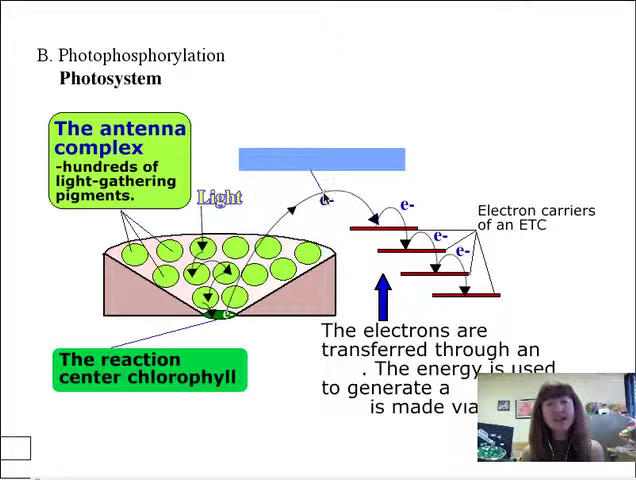 B. Photophosphorylation
Photosystem
The antenna
complex
-hundreds of
light-gathering
pigments.
Light
e-
e-
e-
e-
Electron carriers
of an ETC
e-
The reaction
center chlorophyll
The electrons are
transferred through an
. The energy is used
to generate a
is made via